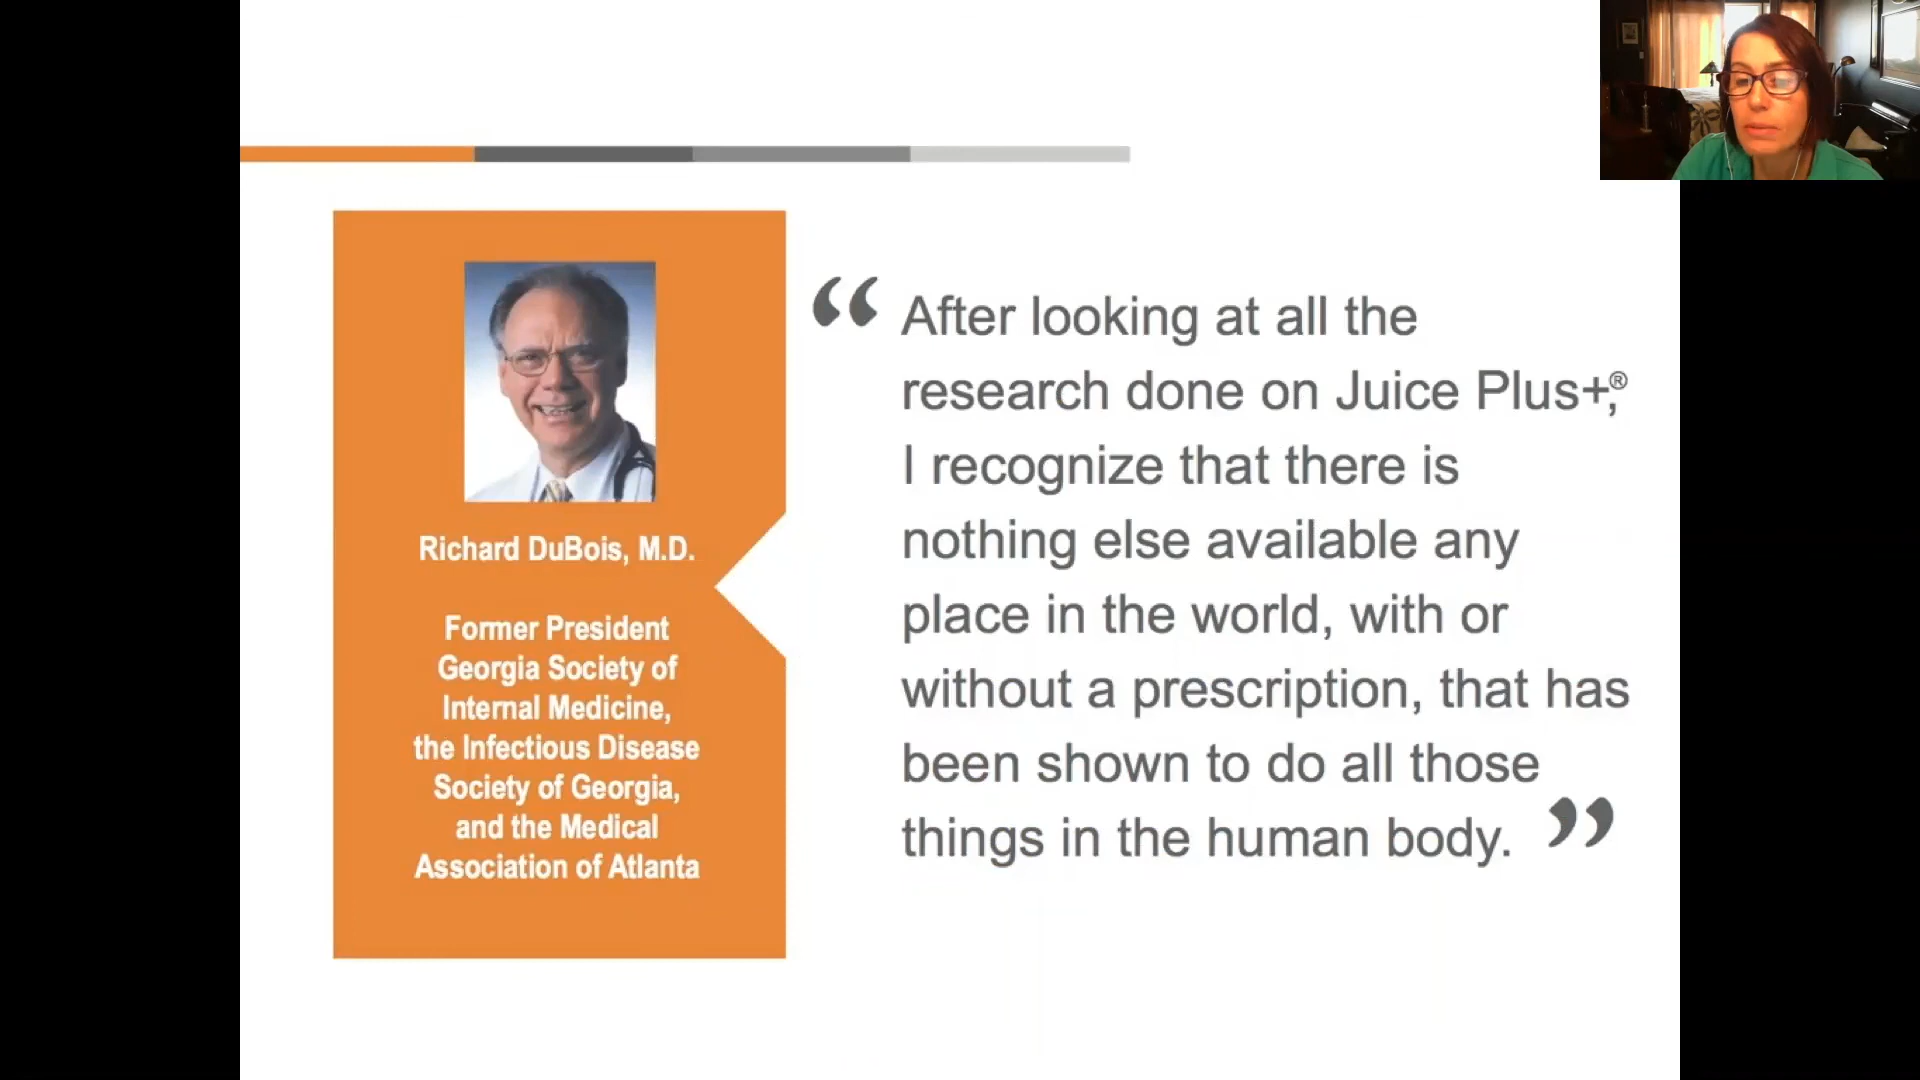 Richard DuBois, M.D.
Former President
Georgia Society of
Internal Medicine,
the Infectious Disease
Society of Georgia,
and the Medical
Association of Atlanta
“ After looking at all the
research done on Juice Plus+,®
I recognize that there is
nothing else available any
place in the world, with or
without a prescription, that has
been shown to do all those
things in the human body. ”